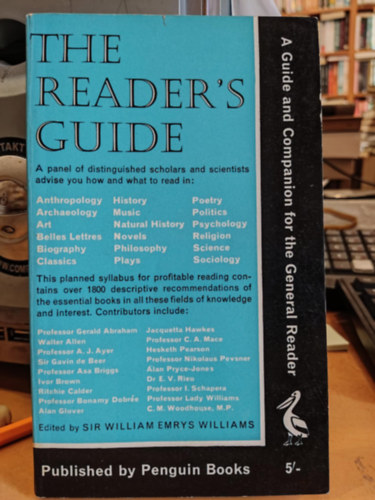 THE
READER'S
GUIDE
A panel of distinguished scholars and scientists
advise you how and what to read in:
Anthropology
Archaeology
Art
Belles Lettres
Biography
Classics
History
Music
Natural History
Novels
Philosophy
Plays
Poetry
Politics
Psychology
Religion
Science
Sociology
This planned syllabus for profitable reading con-
tains over 1800 descriptive recommendations of
the essential books in all these fields of knowledge
and interest. Contributors include:
Professor Gerald Abraham
Walter Allen
Professor A. J. Ayer
Sir Gavin de Beer
Professor Asa Briggs
Ivor Brown
Ritchie Calder
Professor Bonamy Dobrée
Alan Glover
Jacquetta Hawkes
Professor C. A. Mace
Hesketh Pearson
Professor Nikolaus Pevsner
Alan Pryce-Jones
Dr E. V. Rieu
Professor I. Schapera
Professor Lady Williams
C. M. Woodhouse, M.P.
Edited by SIR WILLIAM EMRYS WILLIAMS
A Guide and Companion for the General Reader
Published by Penguin Books
5/-